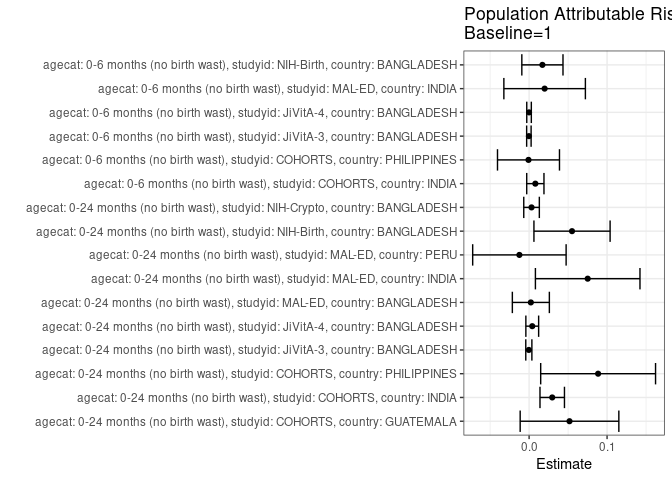 Population Attributable Ris
Baseline=1
agecat: 0-6 months (no birth wast), studyid: NIH-Birth, country: BANGLADESH
agecat: 0-6 months (no birth wast), studyid: MAL-ED, country: INDIA
agecat: 0-6 months (no birth wast), studyid: JiVitA-4, country: BANGLADESH
agecat: 0-6 months (no birth wast), studyid: JiVitA-3, country: BANGLADESH
agecat: 0-6 months (no birth wast), studyid: COHORTS, country: PHILIPPINES
agecat: 0-6 months (no birth wast), studyid: COHORTS, country: INDIA
agecat: 0-24 months (no birth wast), studyid: NIH-Crypto, country: BANGLADESH
agecat: 0-24 months (no birth wast), studyid: NIH-Birth, country: BANGLADESH
agecat: 0-24 months (no birth wast), studyid: MAL-ED, country: PERU
agecat: 0-24 months (no birth wast), studyid: MAL-ED, country: INDIA
agecat: 0-24 months (no birth wast), studyid: MAL-ED, country: BANGLADESH
agecat: 0-24 months (no birth wast), studyid: JiVitA-4, country: BANGLADESH
agecat: 0-24 months (no birth wast), studyid: JiVitA-3, country: BANGLADESH
agecat: 0-24 months (no birth wast), studyid: COHORTS, country: PHILIPPINES
agecat: 0-24 months (no birth wast), studyid: COHORTS, country: INDIA
agecat: 0-24 months (no birth wast), studyid: COHORTS, country: GUATEMALA
0.0 0.1
Estimate